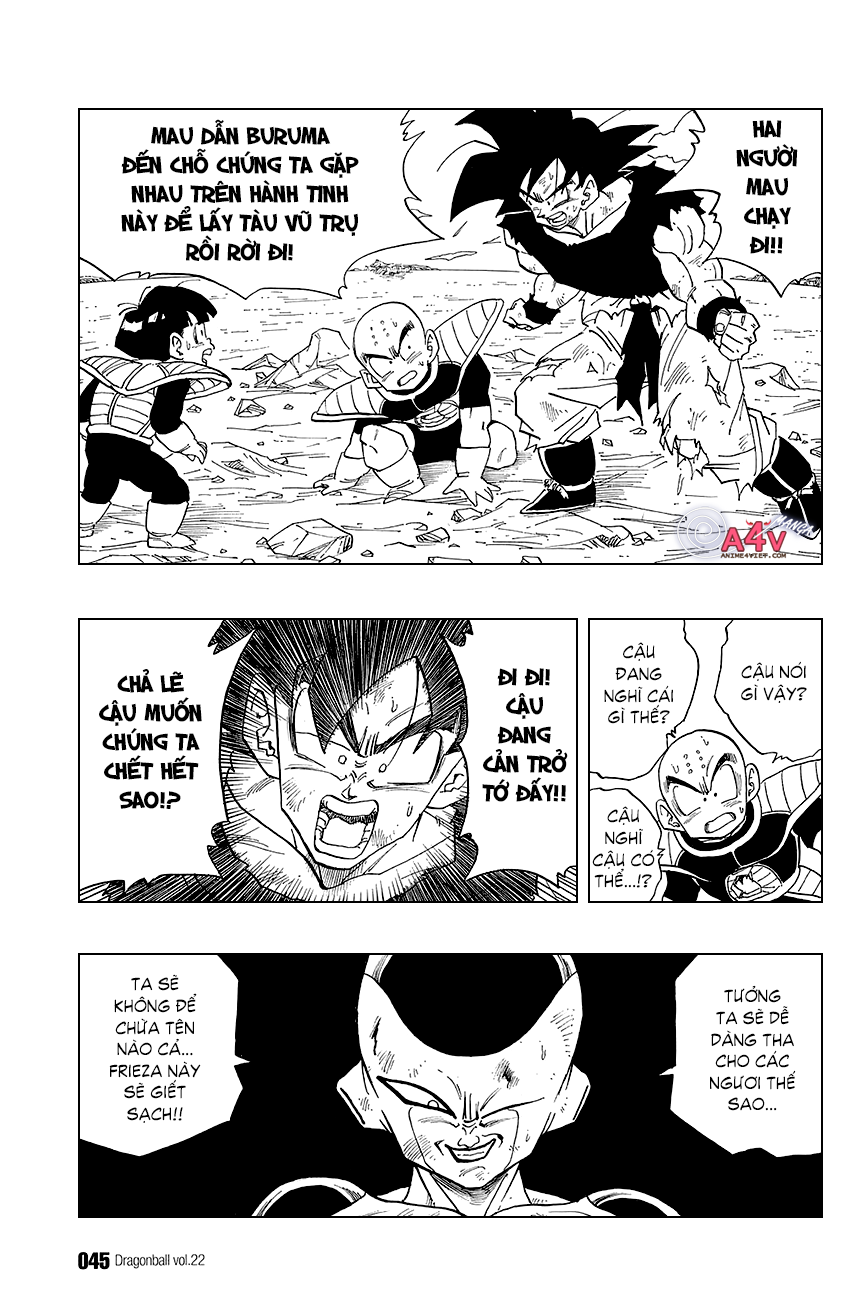 HAI
NGƯỜI
MAU
CHẠY
ĐI!!
MAU DẪN BURUMA
ĐẾN CHỖ CHÚNG TA GẶP
NHAU TRÊN HÀNH TINH
NÀY ĐỂ LẤY TÀU VŨ TRỤ
RỒI RỜI ĐI!
MANGA
A4V
ANIME4VIET.COM
CẬU NÓI
GÌ VẬY?
CẬU
ĐANG
NGHĨ CÁI
GÌ THẾ?
CẬU
NGHĨ
CẬU CÓ
THỂ...!?
ĐI ĐI!
CẬU
ĐANG
CẢN TRỞ
TỚ ĐẤY!!
CHẢ LẼ
CẬU MUỐN
CHÚNG TA
CHẾT HẾT
SAO!?
TƯỞNG
TA SẼ DỄ
DÀNG THA
CHO CÁC
NGƯƠI THẾ
SAO...
TA SẼ
KHÔNG ĐỂ
CHỪA TÊN
NÀO CẢ...
FRIEZA NÀY
SẼ GIẾT
SẠCH!!
045 Dragonball vol.22